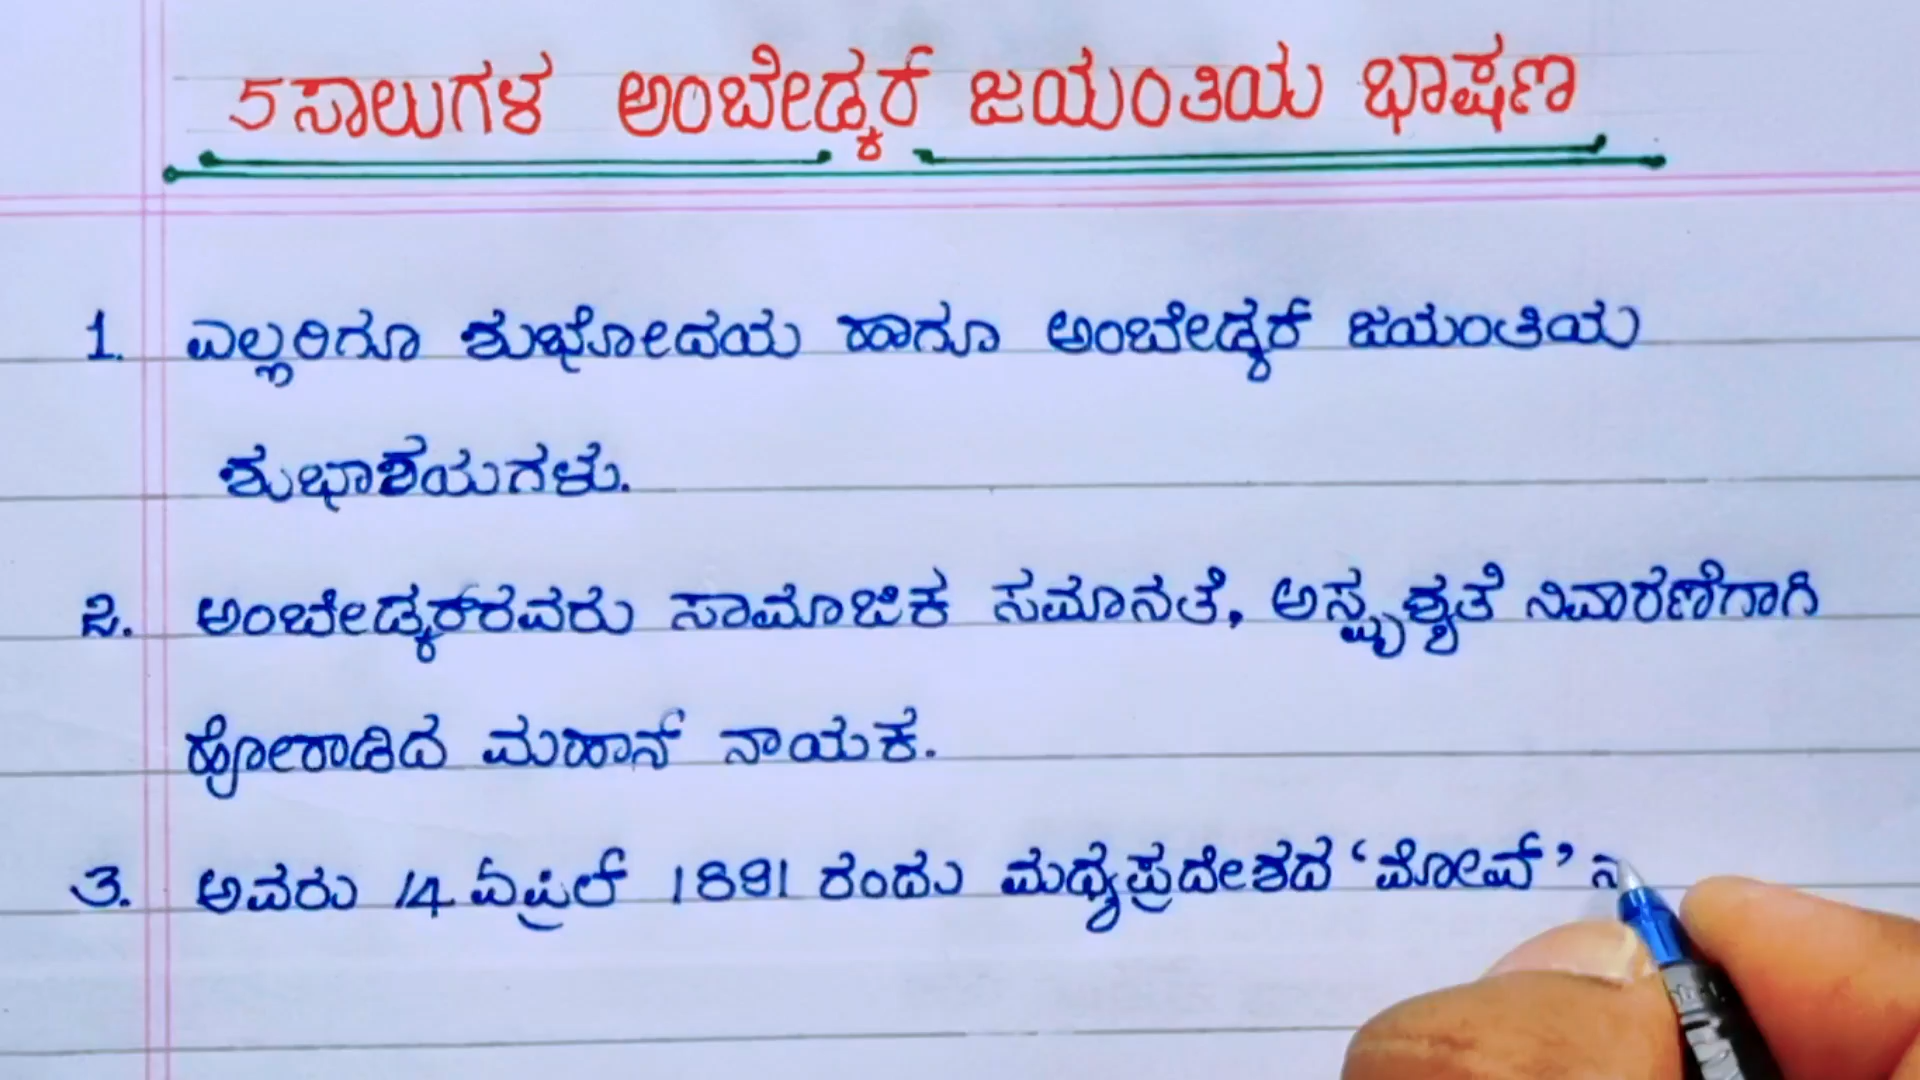 5 ಸಾಲುಗಳ ಅಂಬೇಡ್ಕರ್ ಜಯಂತಿಯ ಭಾಷಣ
1. ಎಲ್ಲರಿಗೂ ಶುಭೋದಯ ಹಾಗೂ ಅಂಬೇಡ್ಕರ್ ಜಯಂತಿಯ
ಶುಭಾಶಯಗಳು.
2. ಅಂಬೇಡ್ಕರ್‌ರವರು ಸಾಮಾಜಿಕ ಸಮಾನತೆ, ಅಸ್ಪೃಶ್ಯತೆ ನಿವಾರಣೆಗಾಗಿ
ಹೋರಾಡಿದ ಮಹಾನ್ ನಾಯಕ.
3. ಅವರು 14 ಏಪ್ರಿಲ್ 1891 ರಂದು ಮಧ್ಯಪ್ರದೇಶದ ‘ಮೋವ್’